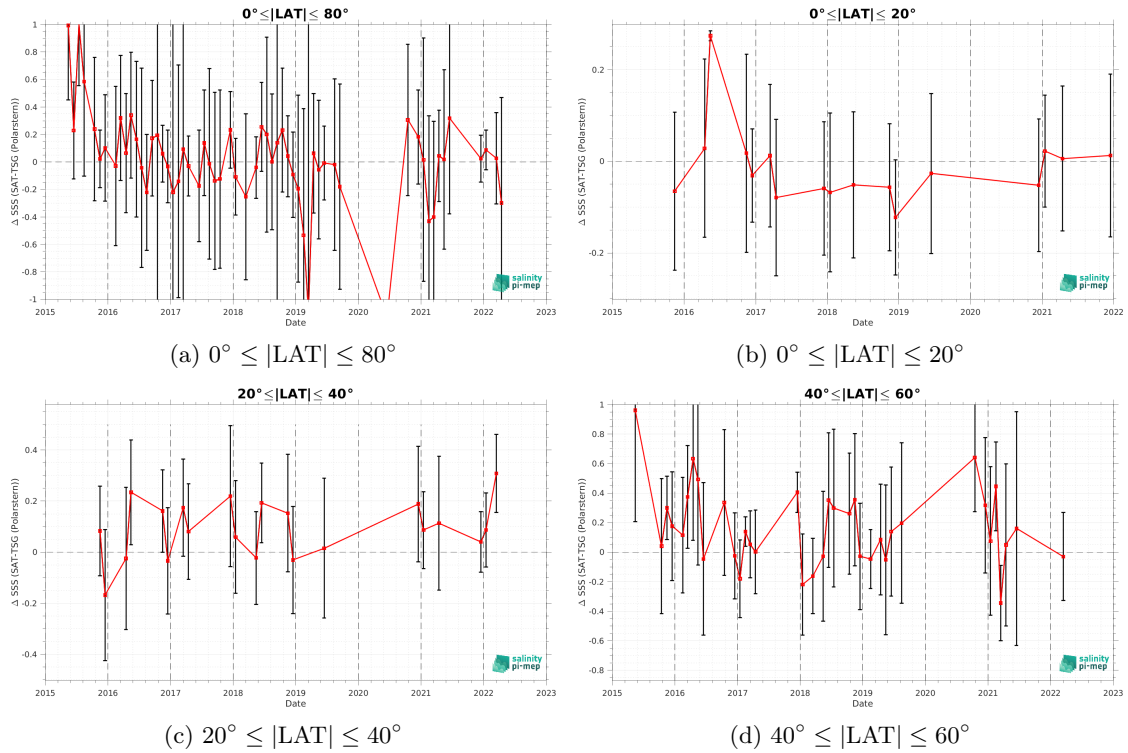 0°≤|LAT|≤ 80°
1
0.8
0.6
0.4
0.2
0
-0.2
-0.4
-0.6
-0.8
-1
Δ SSS (SAT-TSG (Polarstern))
2015 2016 2017 2018 2019 2020 2021 2022 2023
Date
salinity
pi-mep
(a) 0° ≤ |LAT| ≤ 80°
0°≤|LAT|≤ 20°
0.2
0
-0.2
Δ SSS (SAT-TSG (Polarstern))
2015 2016 2017 2018 2019 2020 2021 2022
Date
salinity
pi-mep
(b) 0° ≤ |LAT| ≤ 20°
20°≤|LAT|≤ 40°
0.4
0.2
0
-0.2
-0.4
Δ SSS (SAT-TSG (Polarstern))
2015 2016 2017 2018 2019 2020 2021 2022 2023
Date
salinity
pi-mep
(c) 20° ≤ |LAT| ≤ 40°
40°≤|LAT|≤ 60°
1
0.8
0.6
0.4
0.2
0
-0.2
-0.4
-0.6
-0.8
Δ SSS (SAT-TSG (Polarstern))
2015 2016 2017 2018 2019 2020 2021 2022 2023
Date
salinity
pi-mep
(d) 40° ≤ |LAT| ≤ 60°